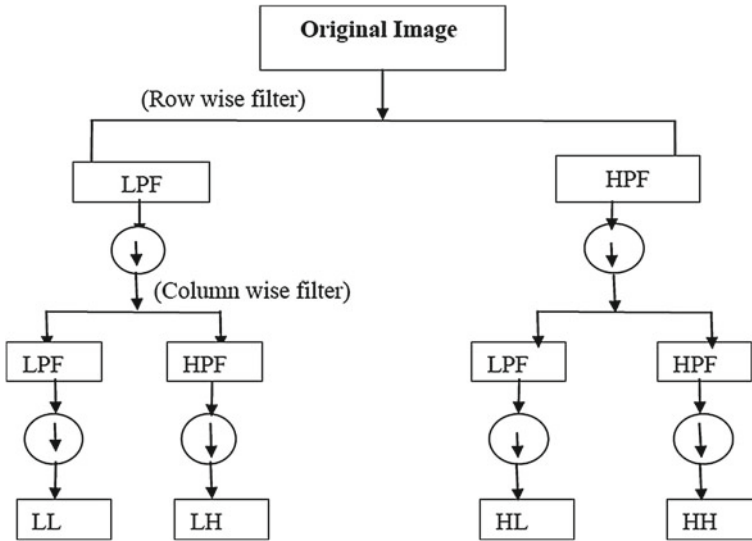 Original Image
(Row wise filter)
LPF
HPF
(Column wise filter)
LPF
HPF
LPF
HPF
LL
LH
HL
HH